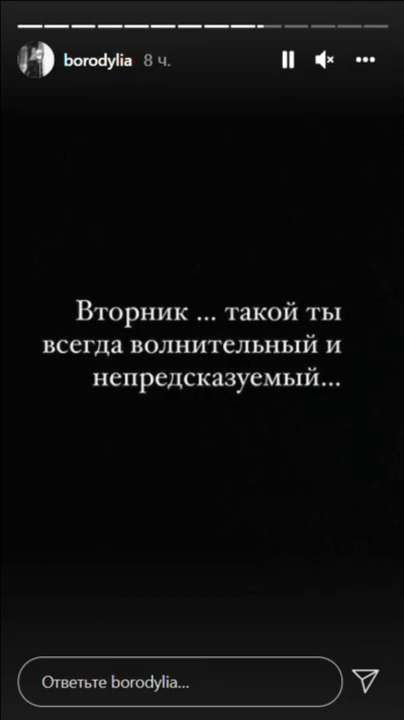 borodylia 8 ч.
Вторник ... такой ты
всегда волнительный и
непредсказуемый...
Ответьте borodylia...